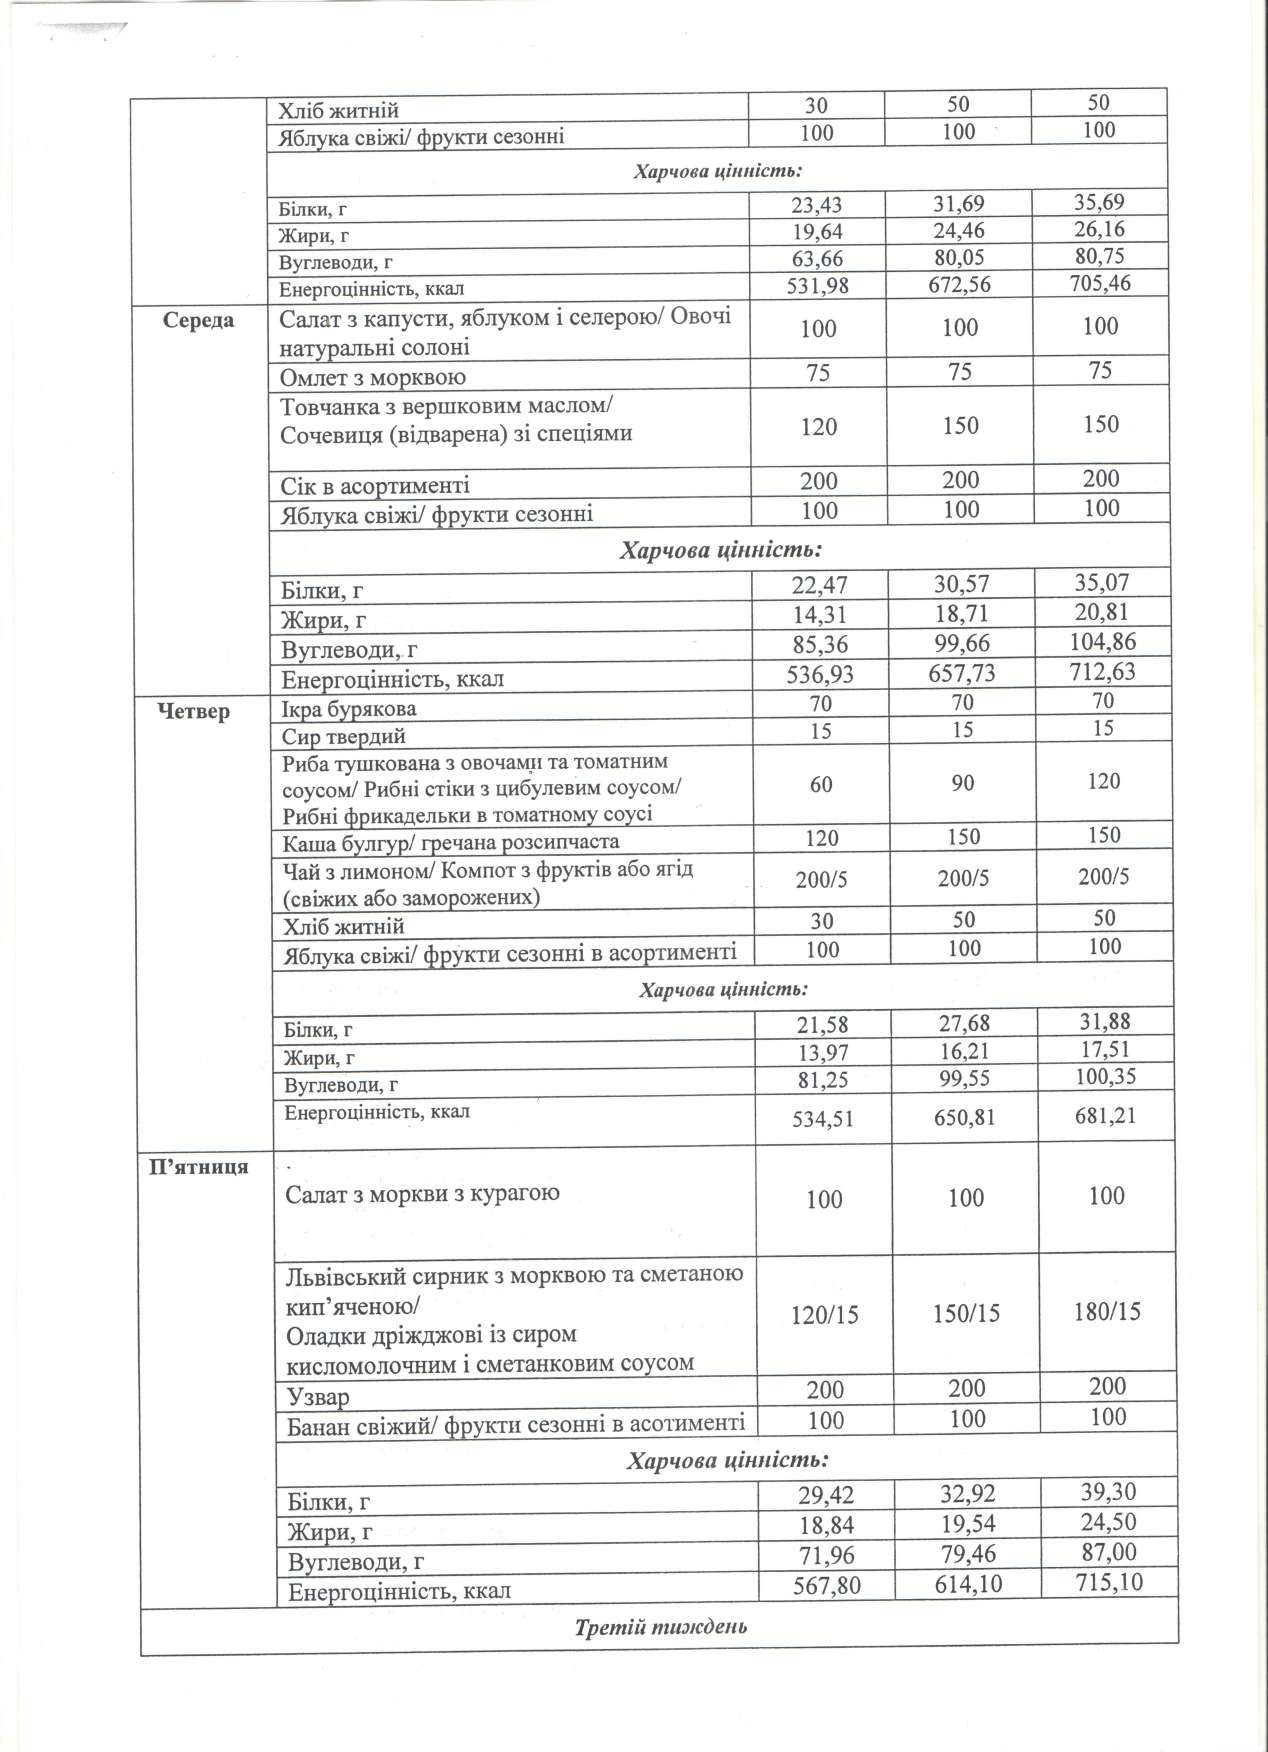 Хліб житній 30 50 50
Яблука свіжі/ фрукти сезонні 100 100 100
Харчова цінність:
Білки, г 23,43 31,69 35,69
Жири, г 19,64 24,46 26,16
Вуглеводи, г 63,66 80,05 80,75
Енергоцінність, ккал 531,98 672,56 705,46
Середа Салат з капусти, яблуком і селерою/ Овочі
натуральні солоні 100 100 100
Омлет з морквою 75 75 75
Товчанка з вершковим маслом/
Сочевиця (відварена) зі спеціями 120 150 150
Сік в асортименті 200 200 200
Яблука свіжі/ фрукти сезонні 100 100 100
Харчова цінність:
Білки, г 22,47 30,57 35,07
Жири, г 14,31 18,71 20,81
Вуглеводи, г 85,36 99,66 104,86
Енергоцінність, ккал 536,93 657,73 712,63
Четвер Ікра бурякова 70 70 70
Сир твердий 15 15 15
Риба тушкована з овочами та томатним
соусом/ Рибні стіки з цибулевим соусом/ 60 90 120
Рибні фрикадельки в томатному соусі
Каша булгур/ гречана розсипчаста 120 150 150
Чай з лимоном/ Компот з фруктів або ягід
(свіжих або заморожених) 200/5 200/5 200/5
Хліб житній 30 50 50
Яблука свіжі/ фрукти сезонні в асортименті 100 100 100
Харчова цінність:
Білки, г 21,58 27,68 31,88
Жири, г 13,97 16,21 17,51
Вуглеводи, г 81,25 99,55 100,35
Енергоцінність, ккал 534,51 650,81 681,21
П’ятниця
Салат з моркви з курагою 100 100 100
Львівський сирник з морквою та сметаною
кип’яченою/ 120/15 150/15 180/15
Оладки дріжджові із сиром
кисломолочним і сметанковим соусом
Узвар 200 200 200
Банан свіжий/ фрукти сезонні в асотименті 100 100 100
Харчова цінність:
Білки, г 29,42 32,92 39,30
Жири, г 18,84 19,54 24,50
Вуглеводи, г 71,96 79,46 87,00
Енергоцінність, ккал 567,80 614,10 715,10
Третій тиждень